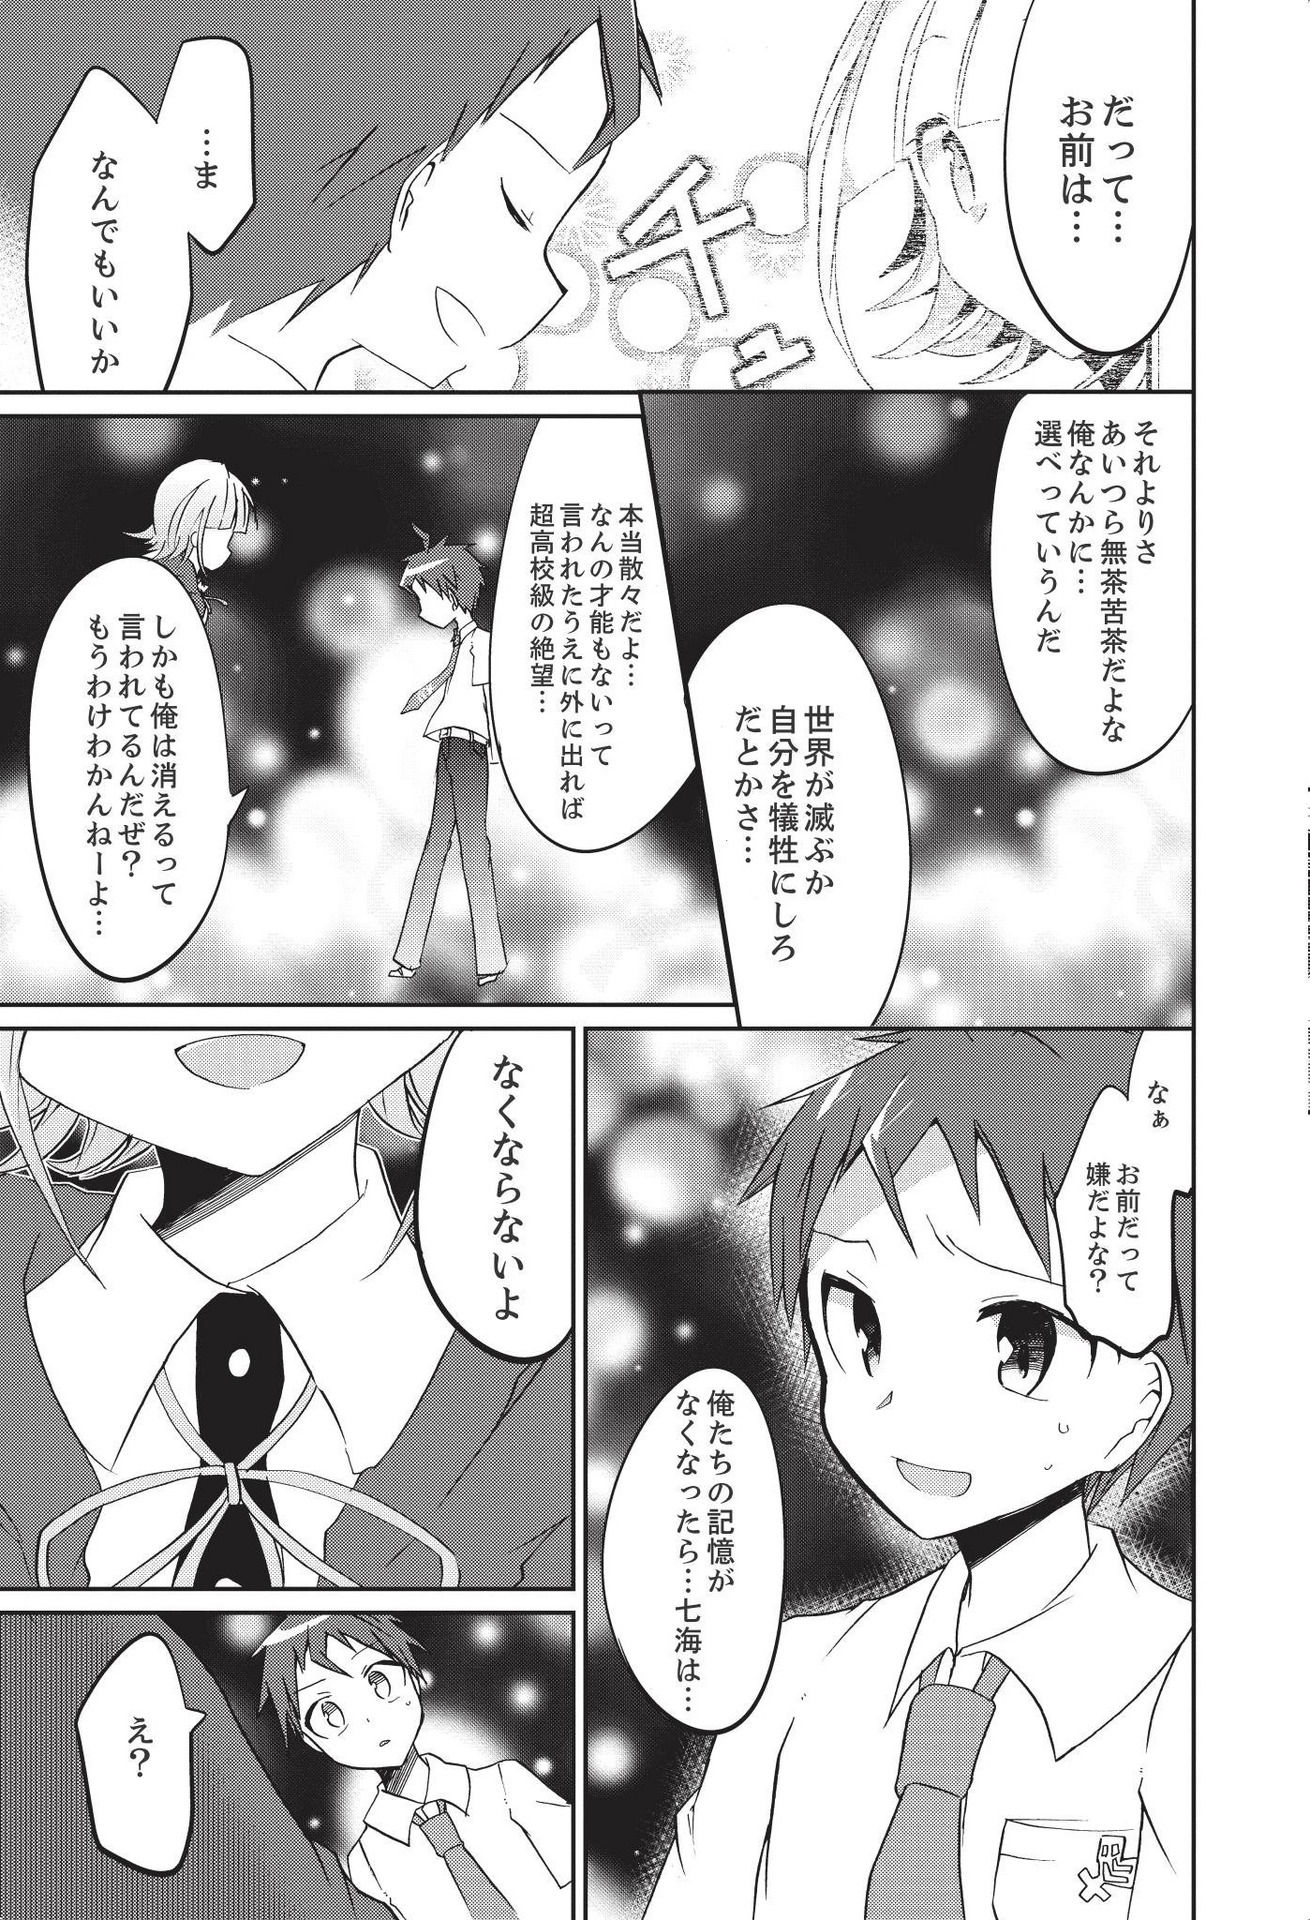 だって…
お前は…
チュ
…ま
なんでもいいか
それよりさ
あいつら無茶苦茶だよな
俺なんかに…
選べっていうんだ
世界が滅ぶか
自分を犠牲にしろ
だとかさ…
本当散々だよ…
なんの才能もないって
言われたうえに外に出れば
超高校級の絶望…
しかも俺は消えるって
言われてるんだぜ?
もうわけわかんねーよ…
なぁ
お前だって
嫌だよな?
俺たちの記憶が
なくなったら…七海は…
なくならないよ
え?